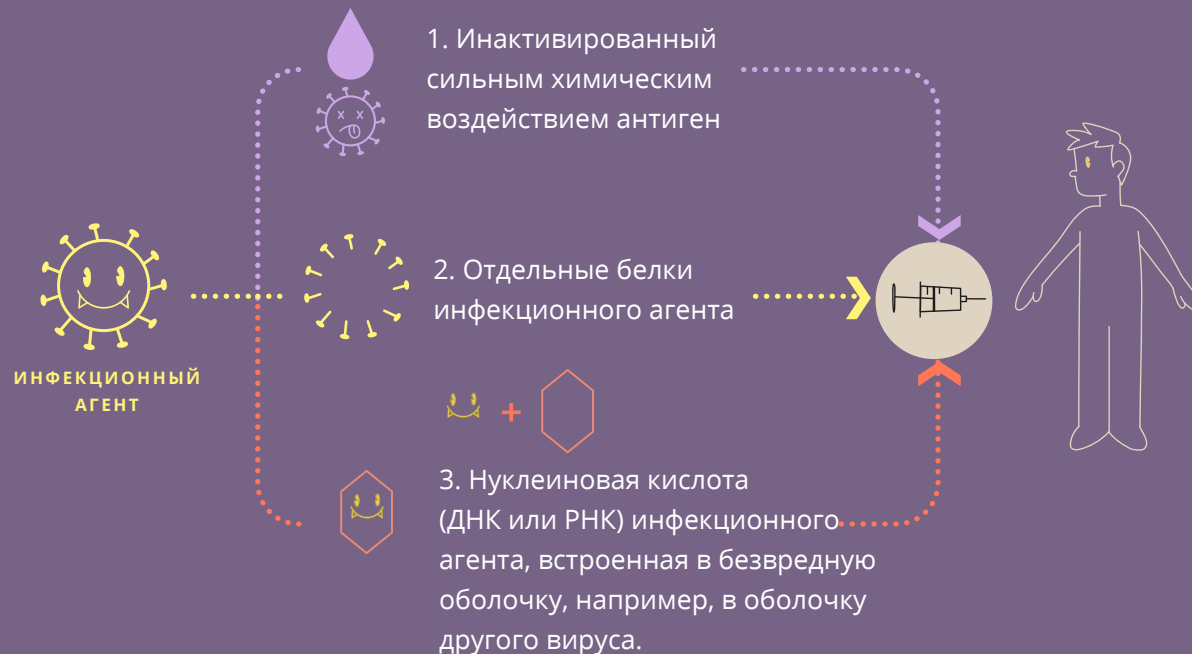 1. Инактивированный
сильным химическим
воздействием антиген
2. Отдельные белки
инфекционного агента
ИНФЕКЦИОННЫЙ
АГЕНТ
3. Нуклеиновая кислота
(ДНК или РНК) инфекционного
агента, встроенная в безвредную
оболочку, например, в оболочку
другого вируса.